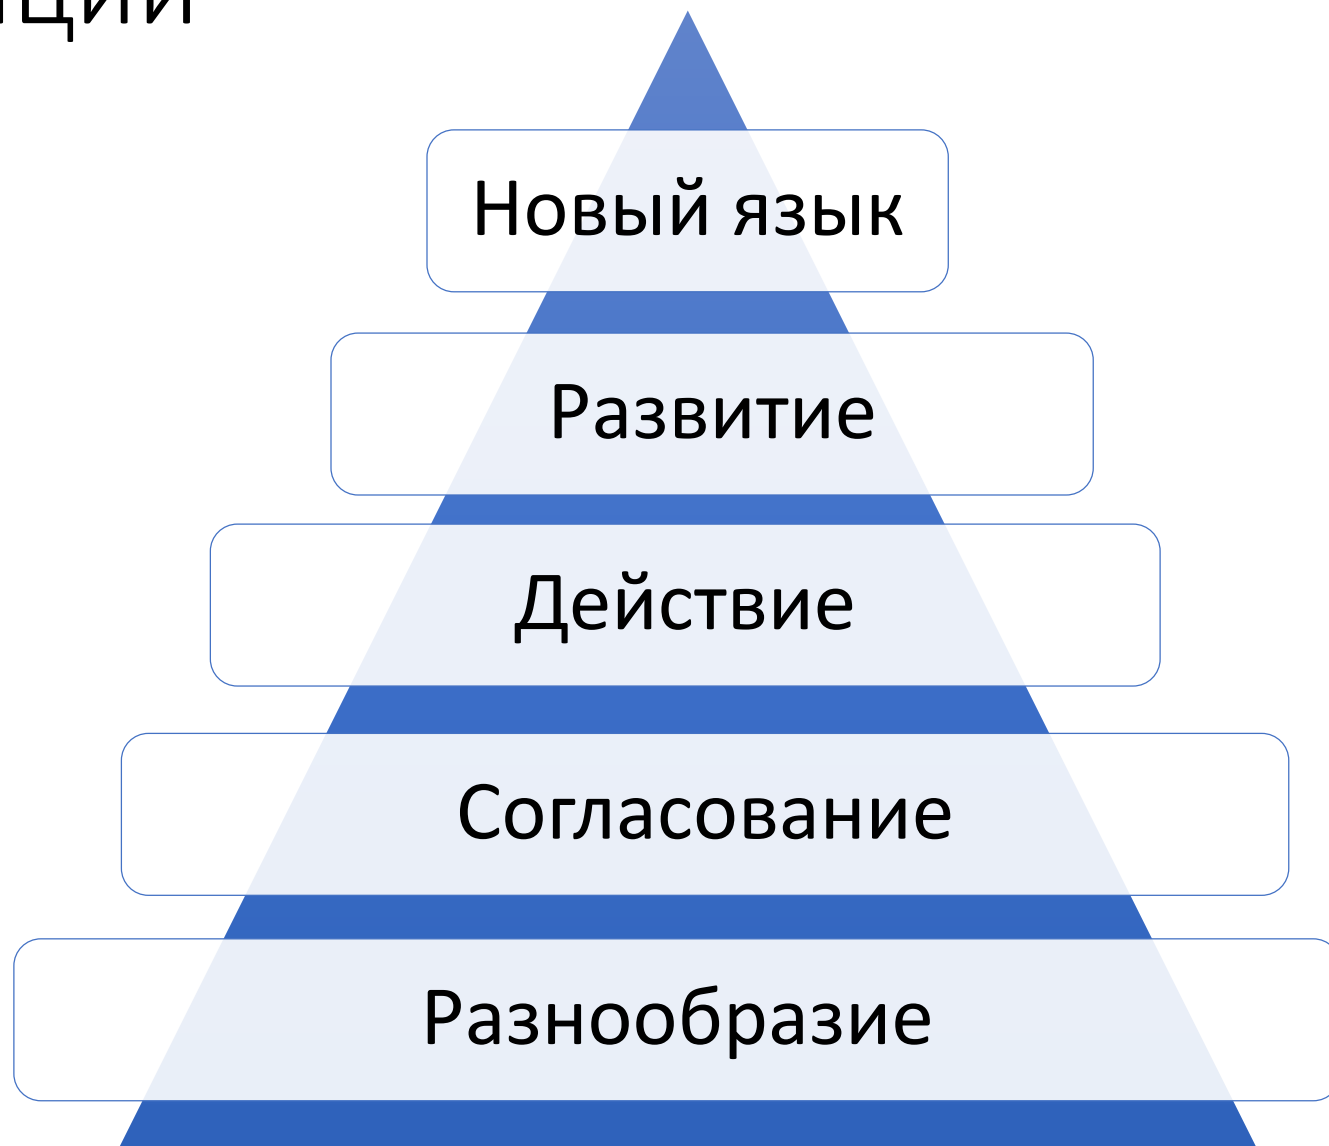 Новый язык
Развитие
Действие
Согласование
Разнообразие